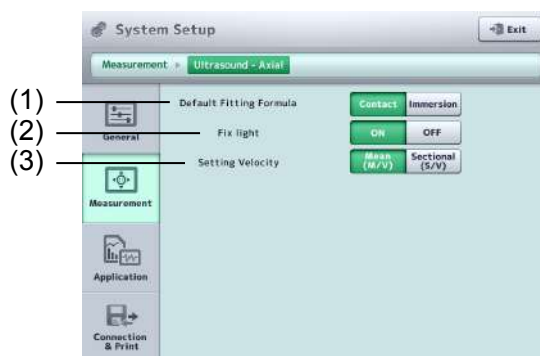 System Setup
Exit
Measurement
Ultrasound - Axial
(1)
Default Fitting Formula
Contact
Immersion
(2)
Fix light
ON
OFF
(3)
Setting Velocity
Mean
(M/V)
Sectional
(S/V)
General
Measurement
Application
Connection
& Print